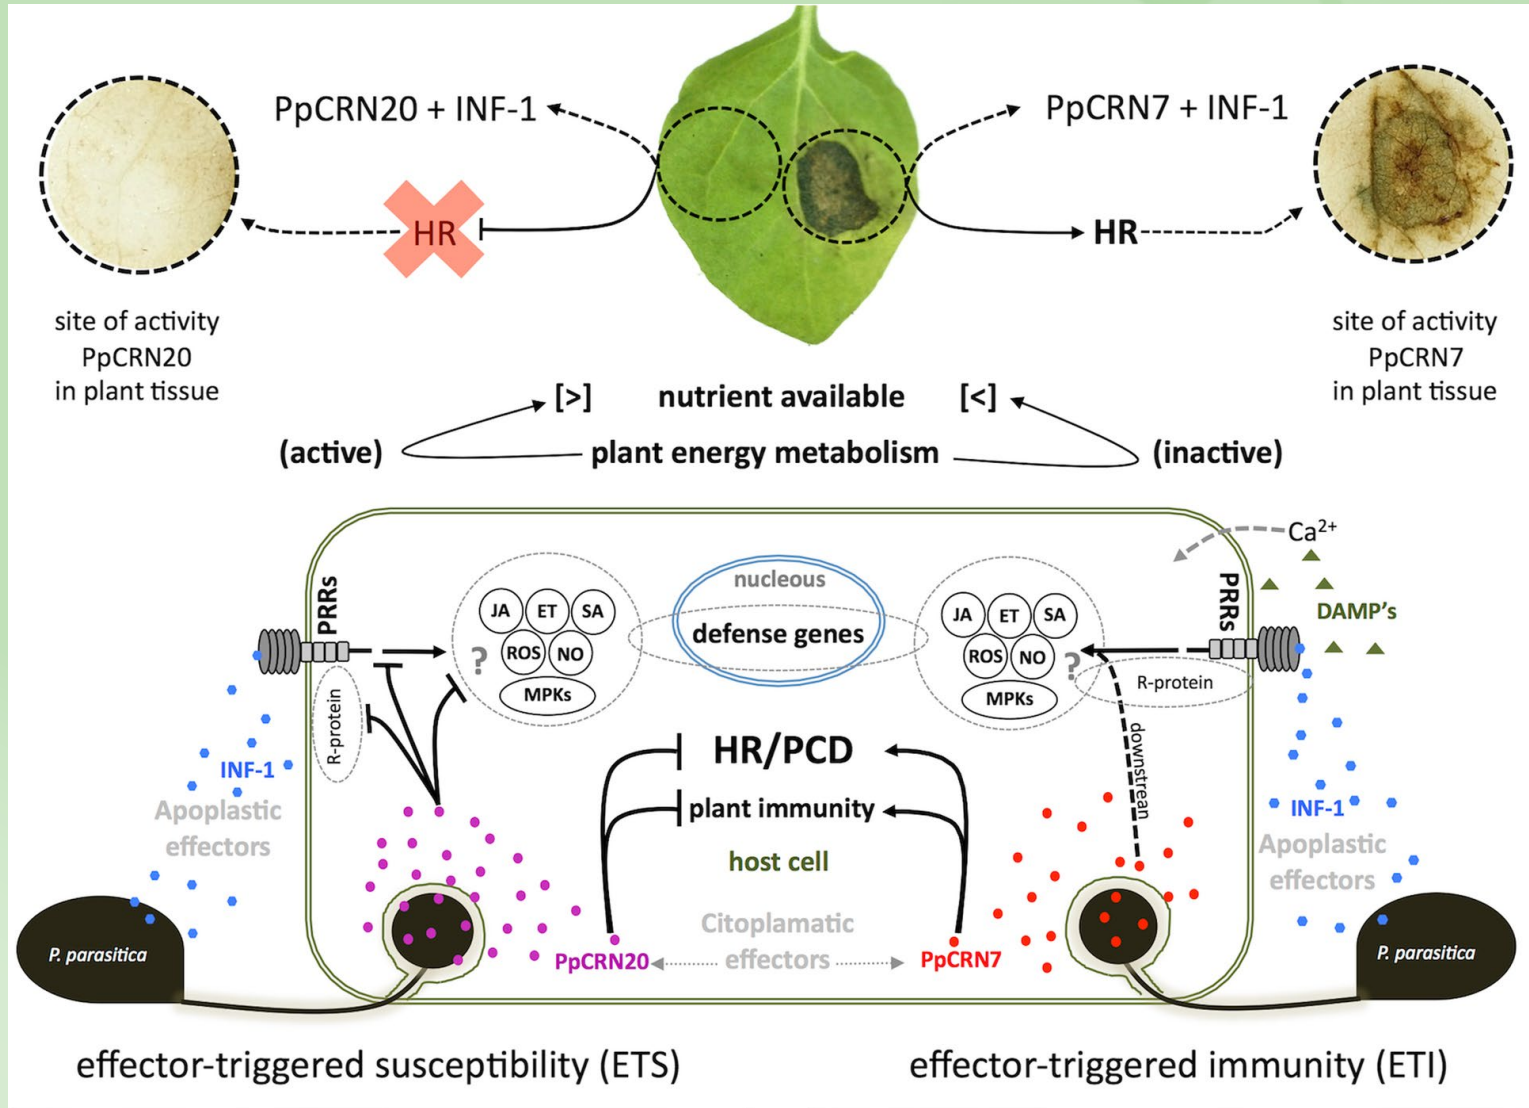 PpCRN20 + INF-1
PpCRN7 + INF-1
HR
HR
site of activity
PpCRN20
in plant tissue
site of activity
PpCRN7
in plant tissue
[>] nutrient available [<]
(active) plant energy metabolism (inactive)
Ca2+
DAMP's
PRRs
PRRs
JA ET SA
ROS NO
MPKs
?
nucleous
defense genes
JA ET SA
ROS NO
MPKs
?
R-protein
R-protein
downstrean
INF-1
Apoplastic
effectors
HR/PCD
plant immunity
host cell
INF-1
Apoplastic
effectors
Citoplamatic
effectors
PpCRN20
PpCRN7
P. parasitica
P. parasitica
effector-triggered susceptibility (ETS)
effector-triggered immunity (ETI)